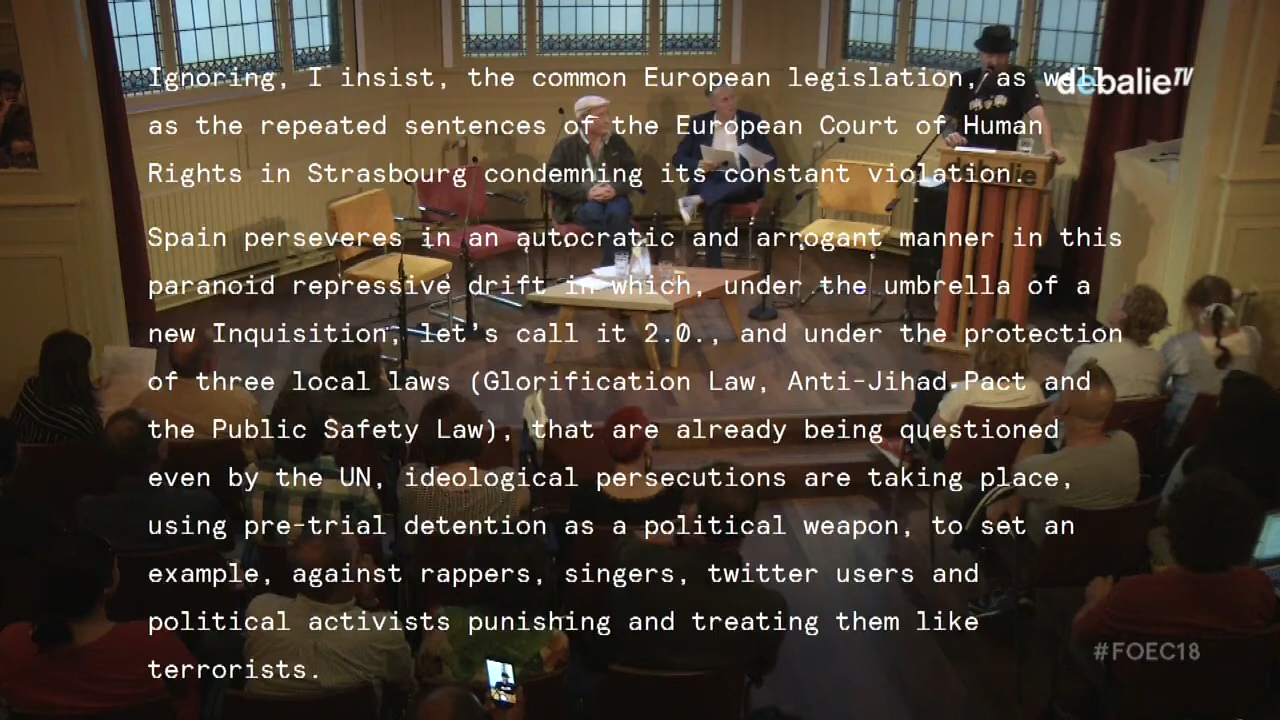 Ignoring, I insist, the common European legislation, as well
debalie TV
as the repeated sentences of the European Court of Human
Rights in Strasbourg condemning its constant violation.
debalie
Spain perseveres in an autocratic and arrogant manner in this
paranoid repressive drift in which, under the umbrella of a
new Inquisition, let's call it 2.0., and under the protection
of three local laws (Glorification Law, Anti-Jihad Pact and
the Public Safety Law), that are already being questioned
even by the UN, ideological persecutions are taking place,
using pre-trial detention as a political weapon, to set an
example, against rappers, singers, twitter users and
political activists punishing and treating them like
#FOEC18
terrorists.